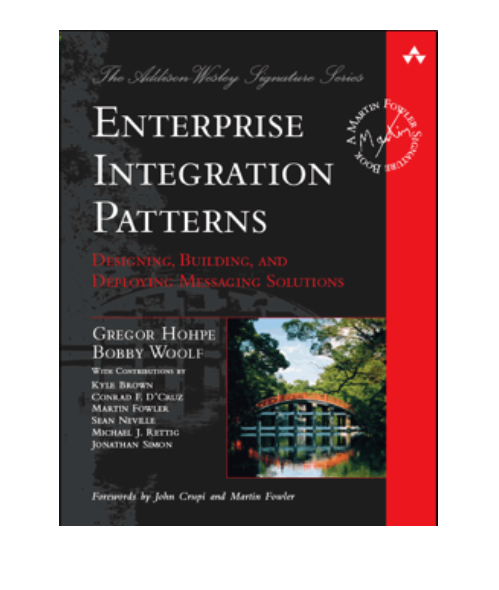 The Addison Wesley Signature Series
ENTERPRISE
INTEGRATION
PATTERNS
DESIGNING, BUILDING, AND
DEPLOYING MESSAGING SOLUTIONS
A MARTIN FOWLER SIGNATURE BOOK
Martin
GREGOR HOHPE
BOBBY WOOLF
WITH CONTRIBUTIONS BY
KYLE BROWN
CONRAD F. D'CRUZ
MARTIN FOWLER
SEAN NEVILLE
MICHAEL J. RETTIG
JONATHAN SIMON
Forewords by John Crupi and Martin Fowler